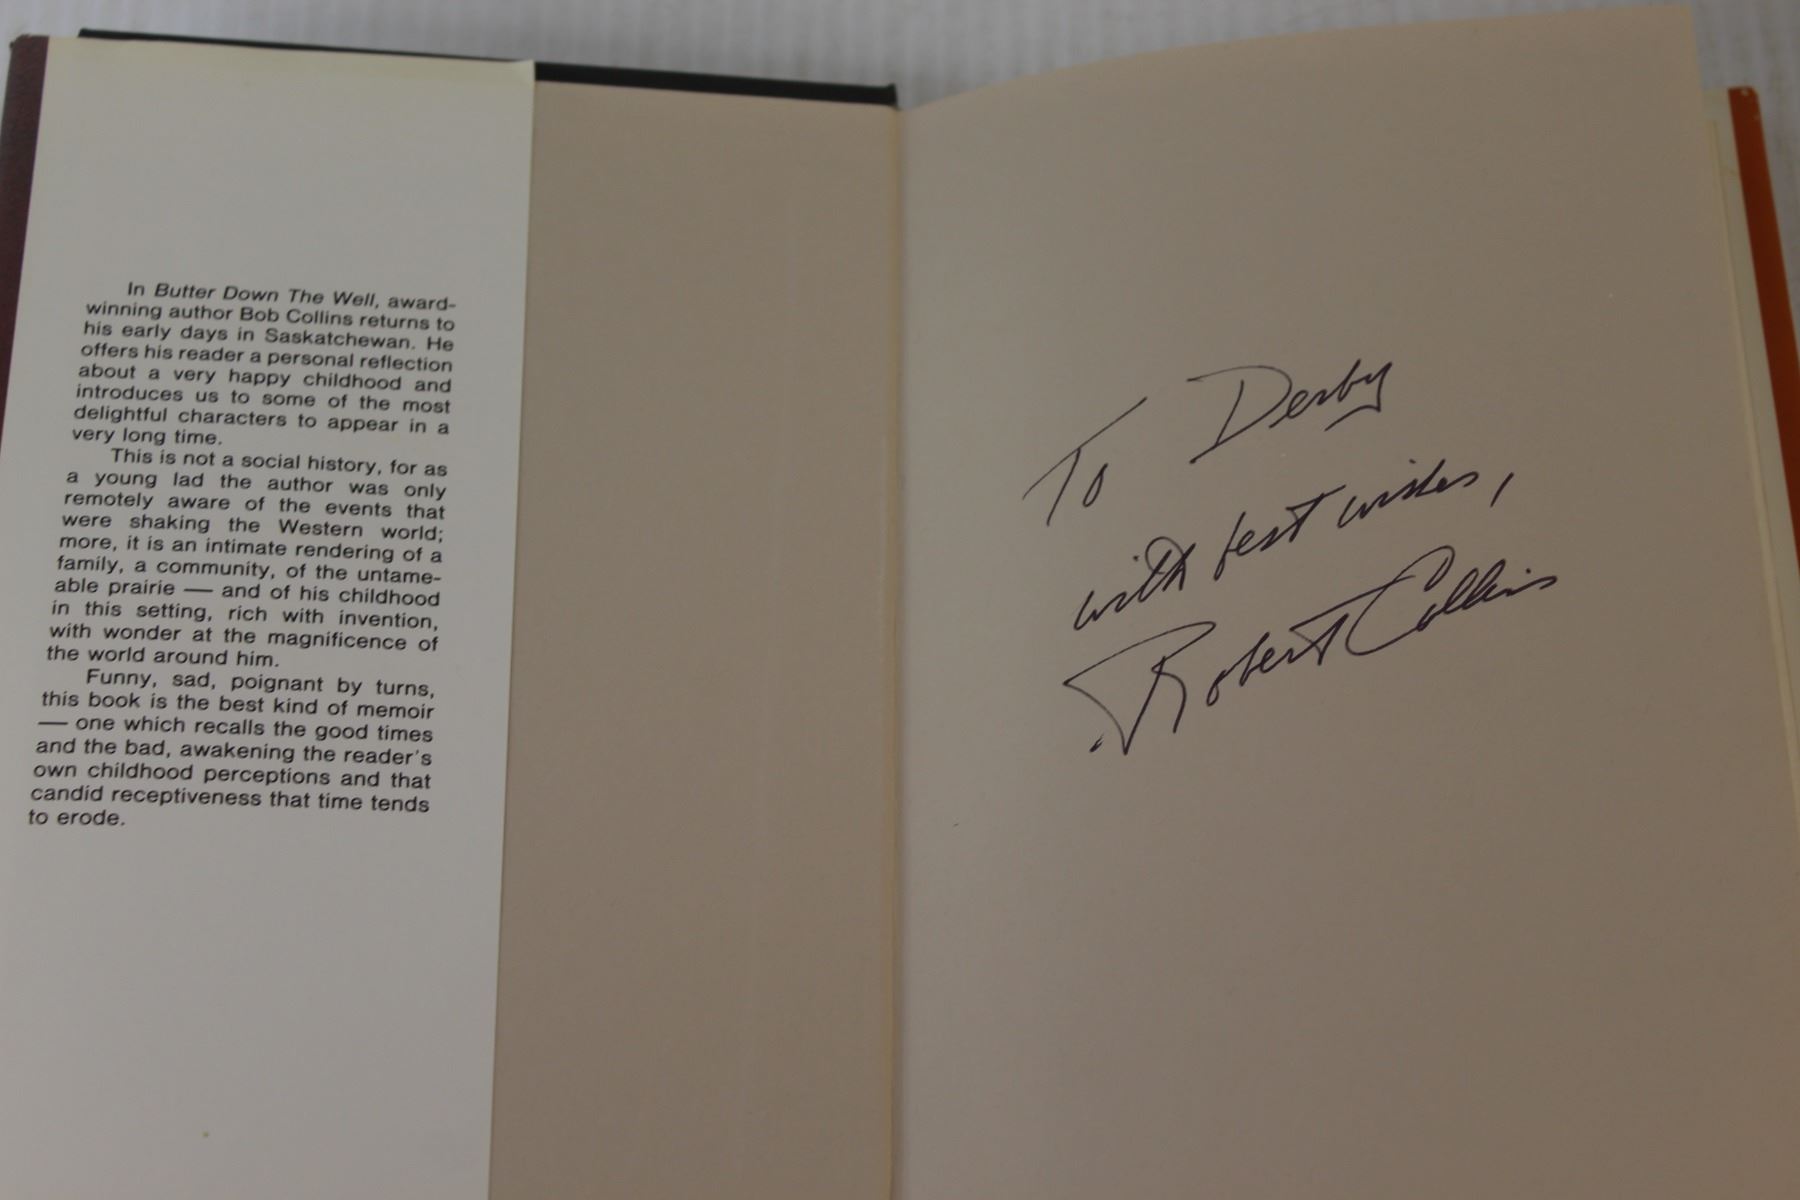 In Butter Down The Well, award-
winning author Bob Collins returns to
his early days in Saskatchewan. He
offers his reader a personal reflection
about a very happy childhood and
introduces us to some of the most
delightful characters to appear in a
very long time.
This is not a social history, for as
a young lad the author was only
remotely aware of the events that
were shaking the Western world;
more, it is an intimate rendering of a
family, a community, of the untame-
able prairie — and of his childhood
in this setting, rich with invention,
with wonder at the magnificence of
the world around him.
Funny, sad, poignant by turns,
this book is the best kind of memoir
— one which recalls the good times
and the bad, awakening the reader's
own childhood perceptions and that
candid receptiveness that time tends
to erode.
To Derby
with best wishes,
Robert Collins